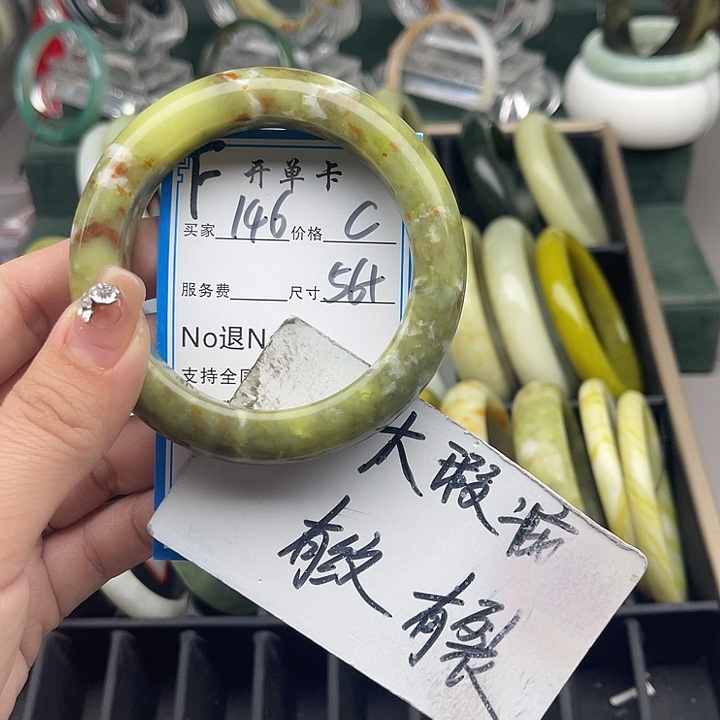 F 开单卡
买家 146 价格 C
服务费 尺寸 56+
No退N
支持全国
大瑕疵
有纹 有裂